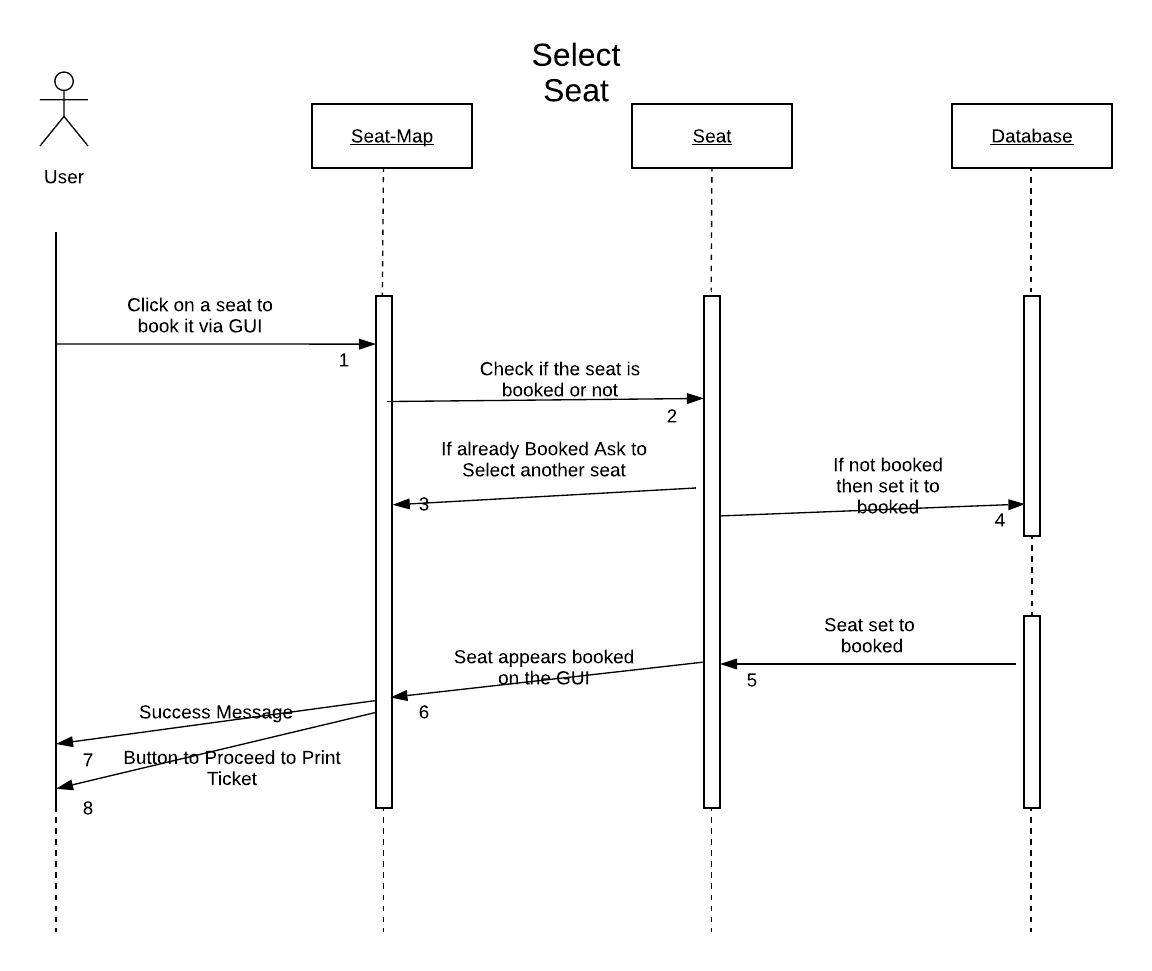 Select
Seat
User
Seat-Map
Seat
Database
Click on a seat to
book it via GUI
1
Check if the seat is
booked or not
2
If already Booked Ask to
Select another seat
3
If not booked
then set it to
booked
4
Seat set to
booked
5
Seat appears booked
on the GUI
6
Success Message
7
Button to Proceed to Print
Ticket
8